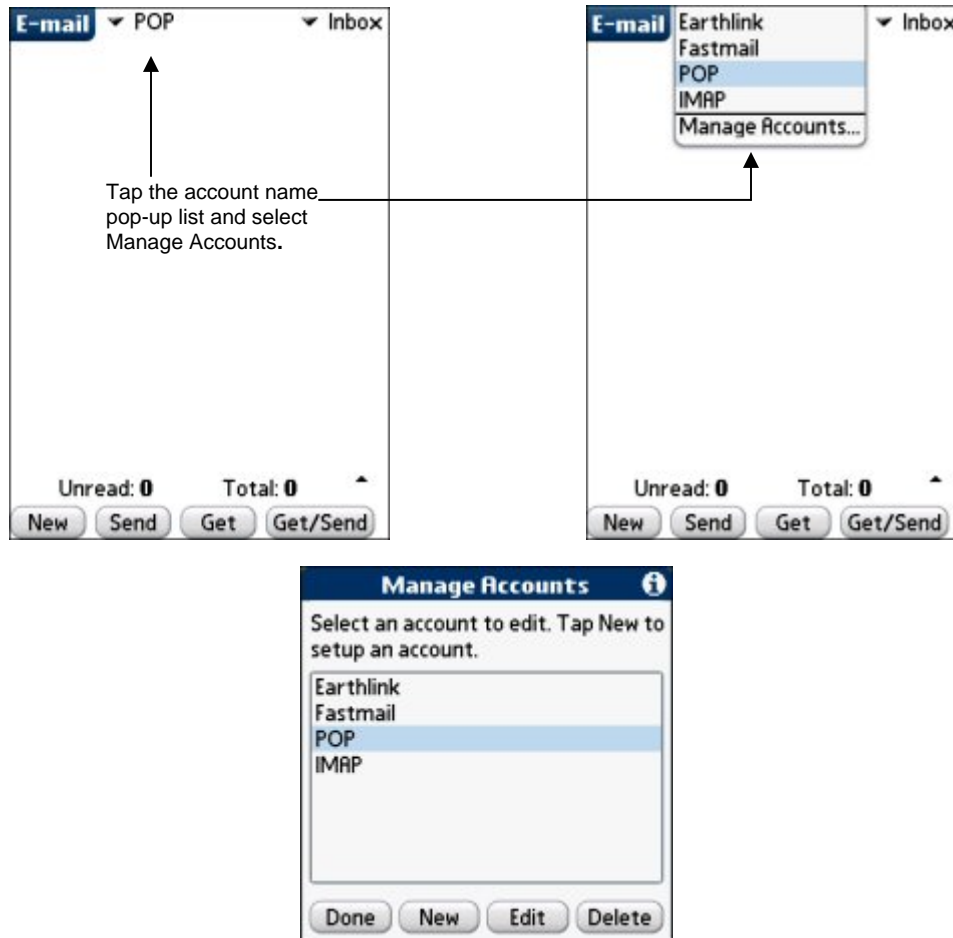 E-mail POP Inbox
Tap the account name
pop-up list and select
Manage Accounts.
Unread: 0 Total: 0
New Send Get Get/Send
E-mail Earthlink Inbox
Fastmail
POP
IMAP
Manage Accounts...
Unread: 0 Total: 0
New Send Get Get/Send
Manage Accounts
Select an account to edit. Tap New to
setup an account.
Earthlink
Fastmail
POP
IMAP
Done New Edit Delete